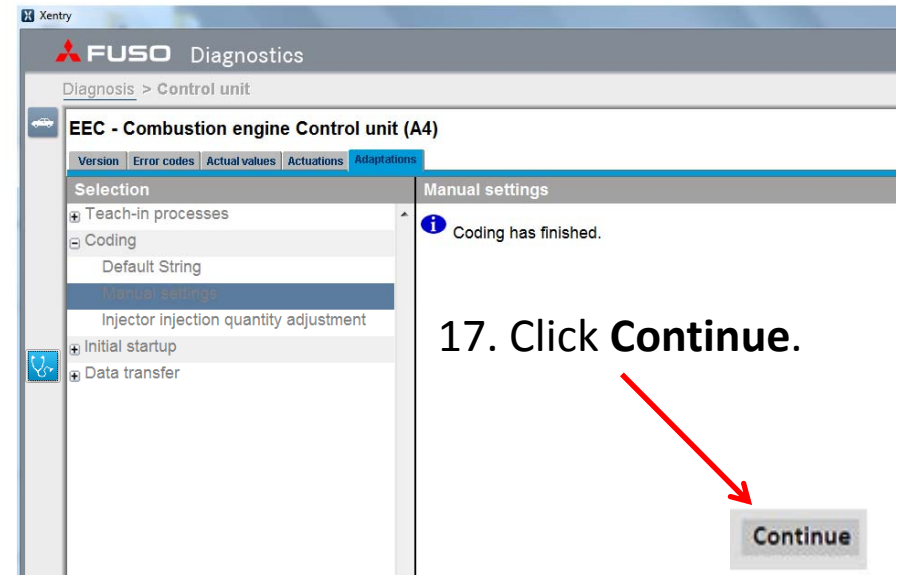 Xentry
FUSO Diagnostics
Diagnosis > Control unit
EEC - Combustion engine Control unit (A4)
Version Error codes Actual values Actuations Adaptations
Selection
Manual settings
Teach-in processes
Coding
Default String
Manual settings
Injector injection quantity adjustment
Initial startup
Data transfer
Coding has finished.
17. Click Continue.
Continue